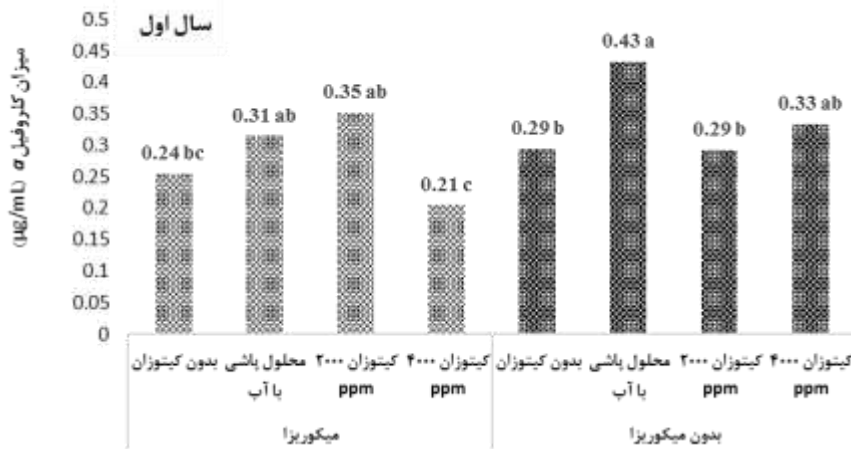 سال اول
میزان کلروفیل a (µg/mL)
0.5
0.45
0.4
0.35
0.3
0.25
0.2
0.15
0.1
0.05
0
0.24 bc
0.31 ab
0.35 ab
0.21 c
0.29 b
0.43 a
0.29 b
0.33 ab
بدون کیتوزان
محلول پاشی
با آب
کیتوزان ۲۰۰۰
ppm
کیتوزان ۴۰۰۰
ppm
بدون کیتوزان
محلول پاشی
با آب
کیتوزان ۲۰۰۰
ppm
کیتوزان ۴۰۰۰
ppm
میکوریزا
بدون میکوریزا